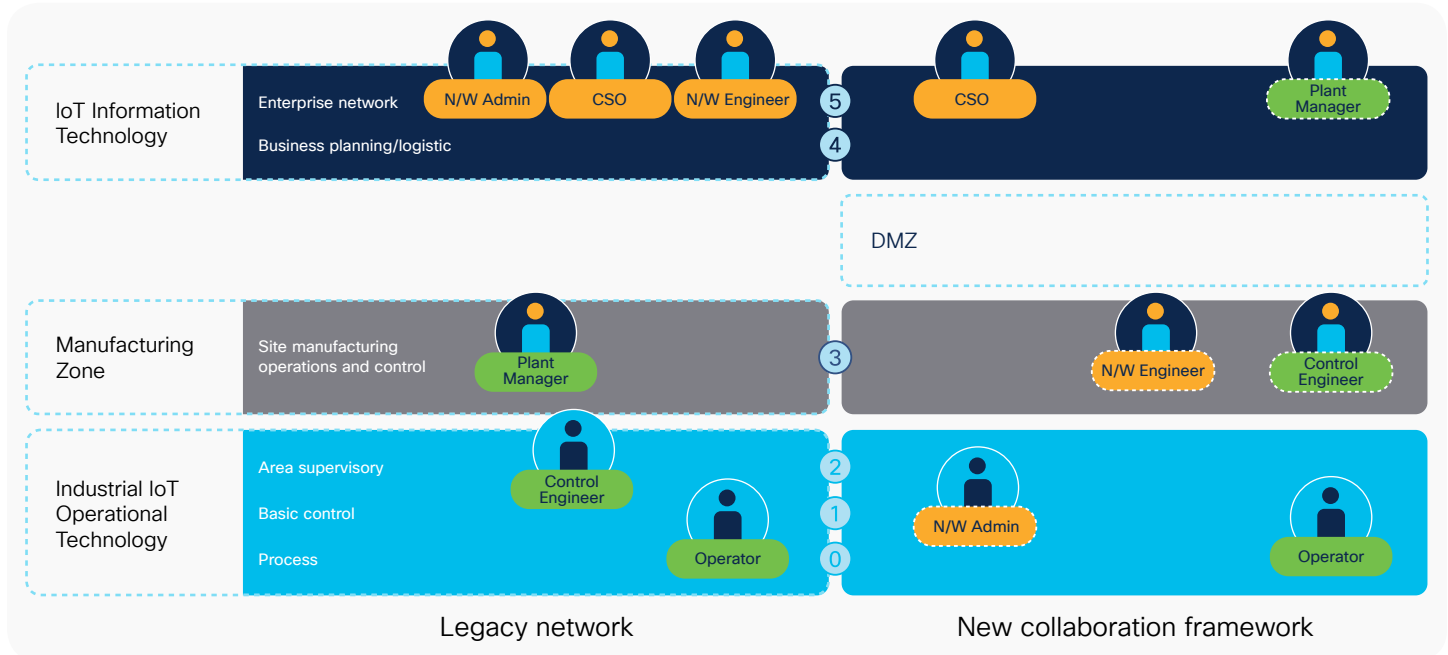 N/W Admin
CSO
N/W Engineer
CSO
Plant
Manager
IoT Information
Technology
Enterprise network
5
Business planning/logistic
4
DMZ
Manufacturing
Zone
Site manufacturing
operations and control
Plant
Manager
3
N/W Engineer
Control
Engineer
Industrial IoT
Operational
Technology
Area supervisory
Control
Engineer
2
Basic control
1
N/W Admin
Process
Operator
0
Operator
Legacy network
New collaboration framework